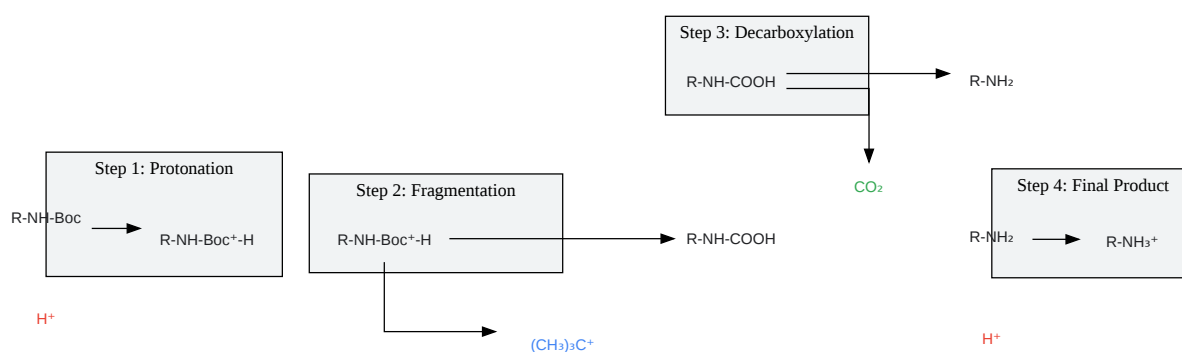 Step 1: Protonation
R-NH-Boc
R-NH-Boc⁺-H
H⁺
Step 2: Fragmentation
R-NH-Boc⁺-H
R-NH-COOH
(CH₃)₃C⁺
Step 3: Decarboxylation
R-NH-COOH
R-NH₂
CO₂
Step 4: Final Product
R-NH₂
R-NH₃⁺
H⁺